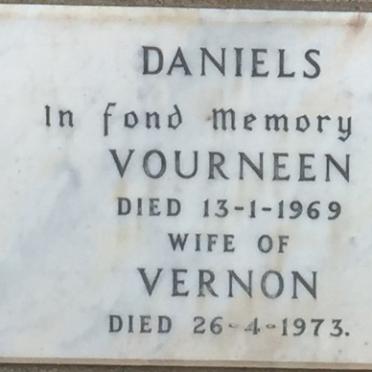 DANIELS
In fond Memory
VOURNEEN
DIED 13-1-1969
WIFE OF
VERNON
DIED 26-4-1973.